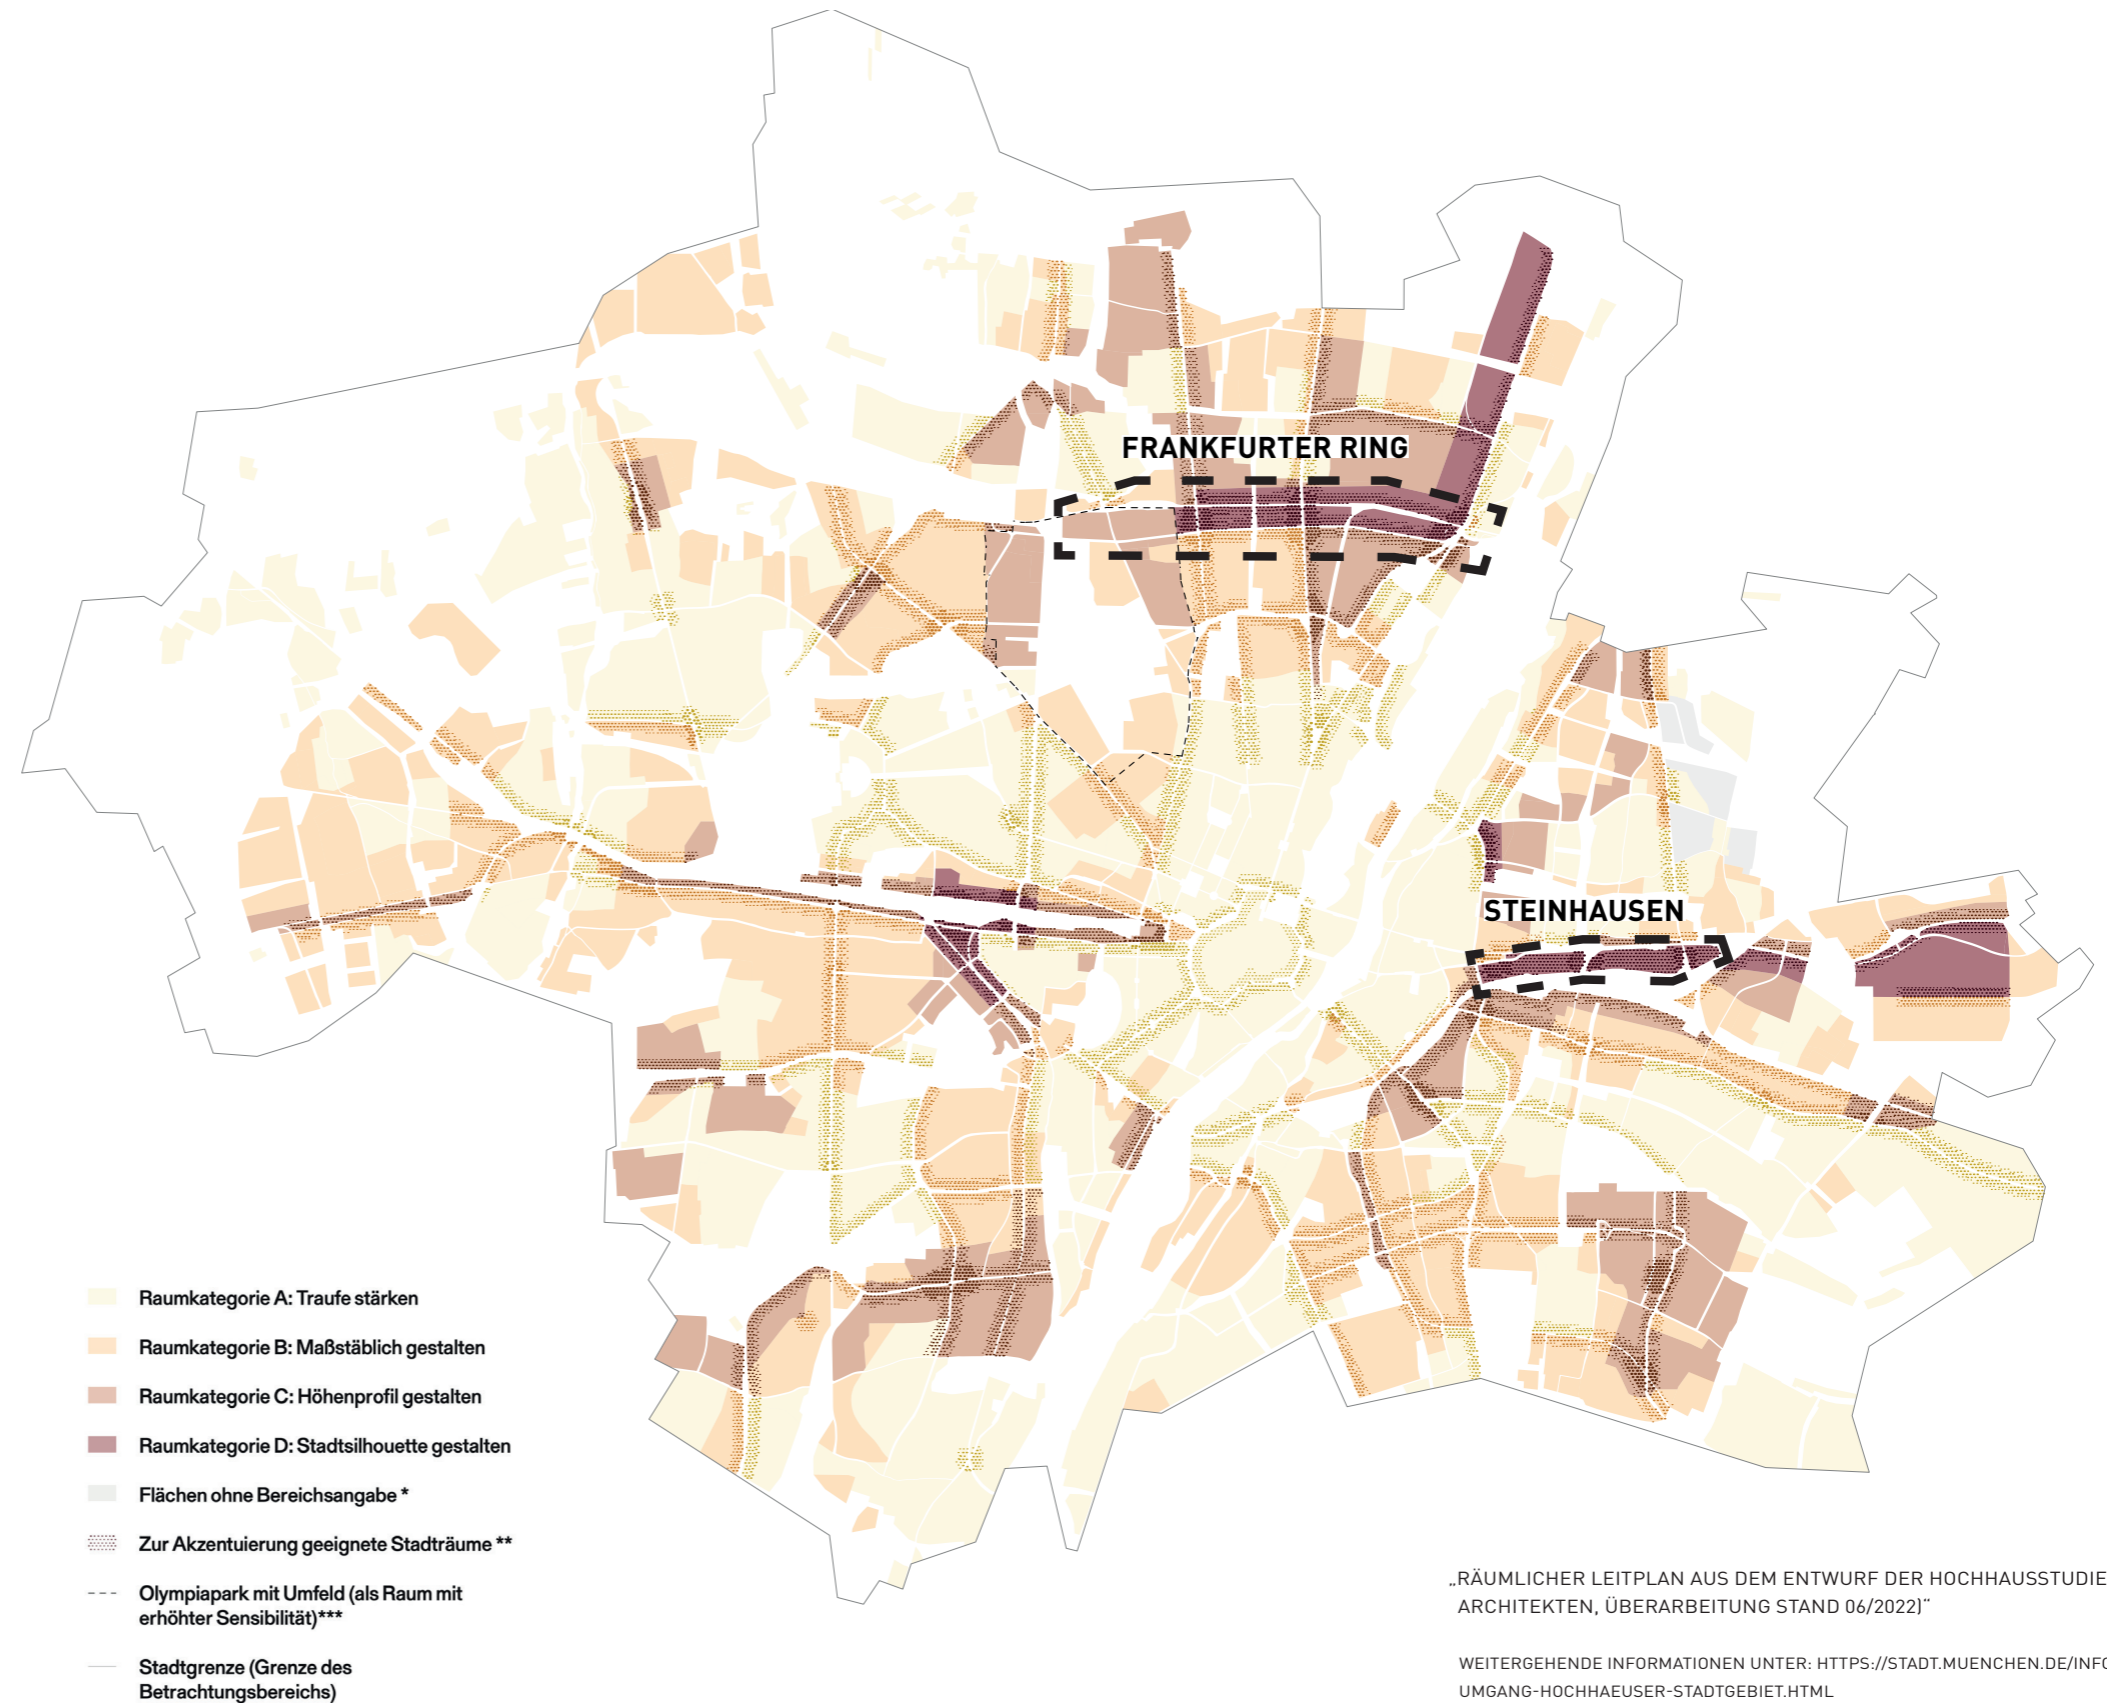 FRANKFURTER RING
STEINHAUSEN
Raumkategorie A: Traufe stärken
Raumkategorie B: Maßstäblich gestalten
Raumkategorie C: Höhenprofil gestalten
Raumkategorie D: Stadtsilhouette gestalten
Flächen ohne Bereichsangabe *
Zur Akzentuierung geeignete Stadträume **
Olympiapark mit Umfeld (als Raum mit
erhöhter Sensibilität)***
Stadtgrenze (Grenze des
Betrachtungsbereichs)
„RÄUMLICHER LEITPLAN AUS DEM ENTWURF DER HOCHHAUSSTUDIE
ARCHITEKTEN, ÜBERARBEITUNG STAND 06/2022)“
WEITERGEHENDE INFORMATIONEN UNTER: HTTPS://STADT.MUENCHEN.DE/INFO
UMGANG-HOCHHAEUSER-STADTGEBIET.HTML